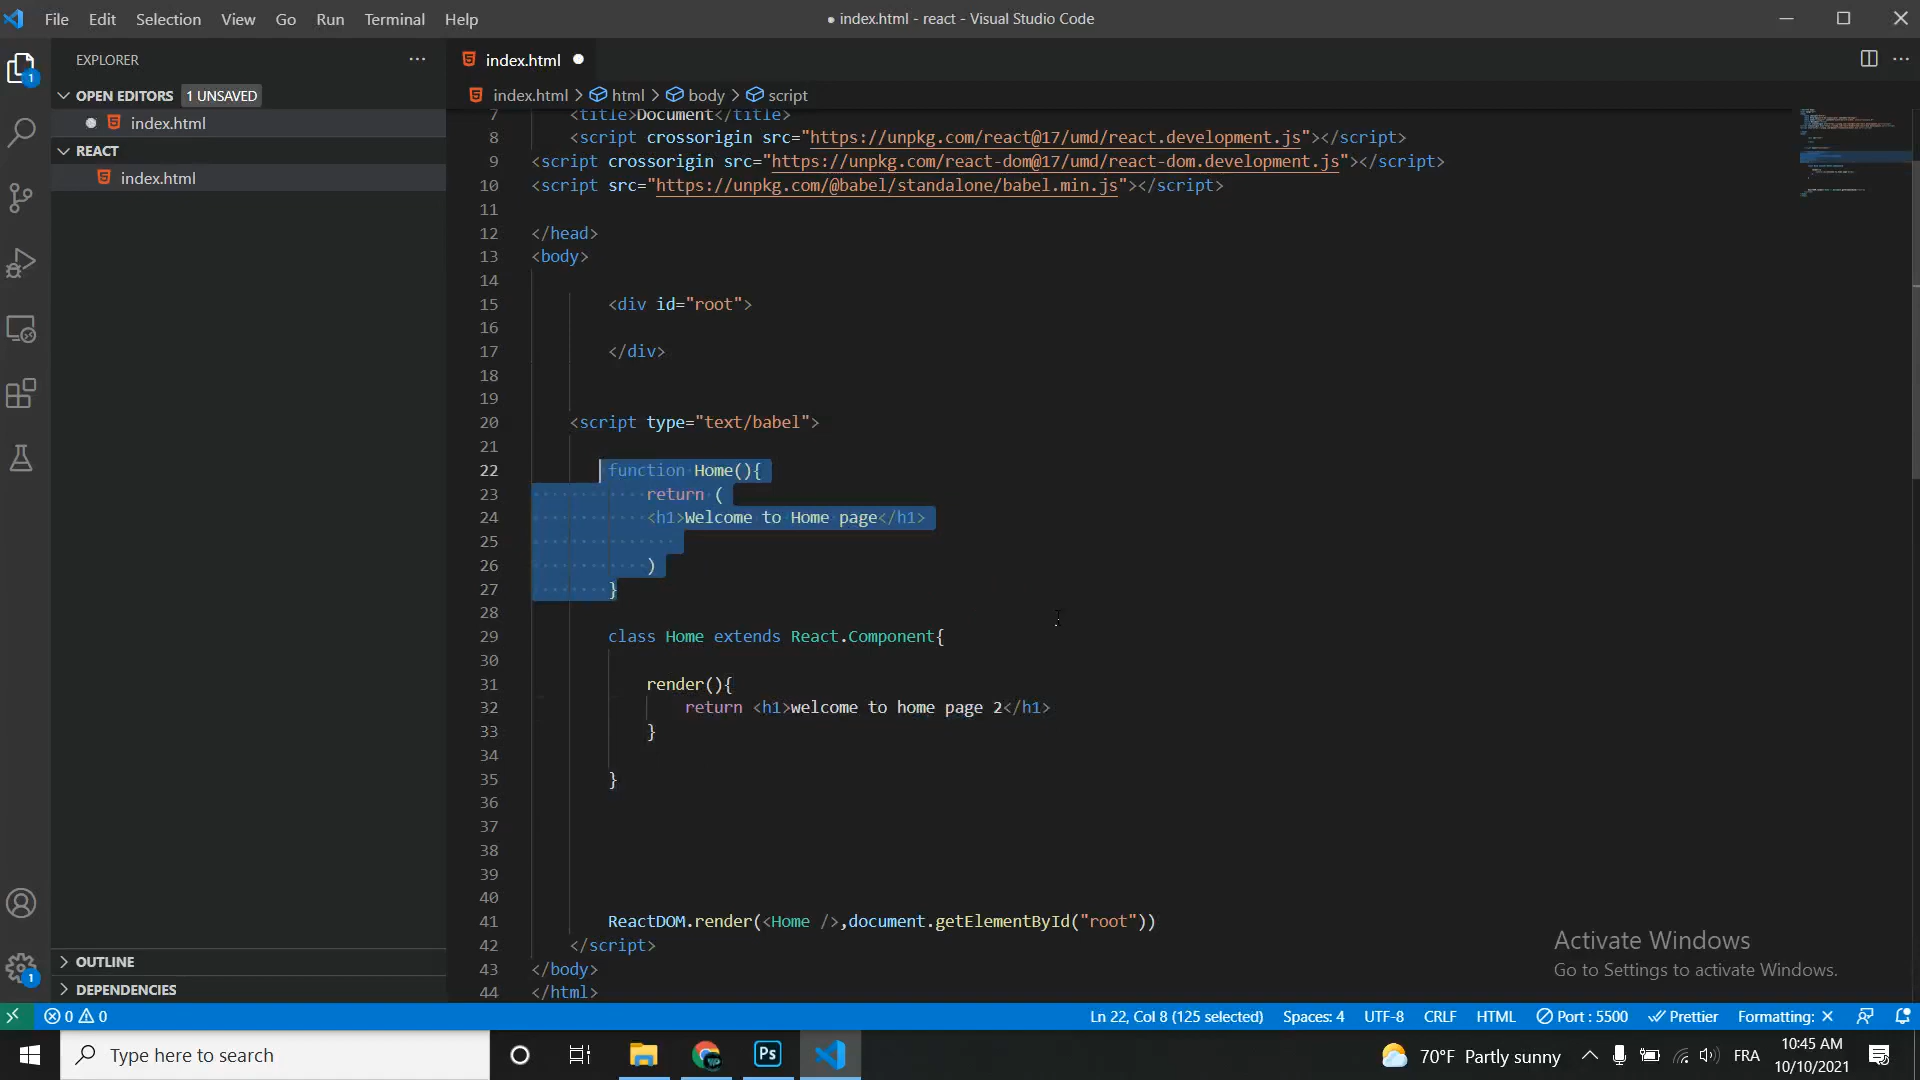 File Edit Selection View Go Run Terminal Help
● index.html - react - Visual Studio Code
EXPLORER
OPEN EDITORS 1 UNSAVED
index.html
REACT
index.html
OUTLINE
DEPENDENCIES
index.html
index.html > html > body > script
7 <title>Document</title>
8 <script crossorigin src="https://unpkg.com/react@17/umd/react.development.js"></script>
9 <script crossorigin src="https://unpkg.com/react-dom@17/umd/react-dom.development.js"></script>
10 <script src="https://unpkg.com/@babel/standalone/babel.min.js"></script>
11
12 </head>
13 <body>
14
15 <div id="root">
16
17 </div>
18
19
20 <script type="text/babel">
21
22 function Home(){
23 return (
24 <h1>Welcome to Home page</h1>
25
26 )
27 }
28
29 class Home extends React.Component{
30
31 render(){
32 return <h1>welcome to home page 2</h1>
33 }
34
35 }
36
37
38
39
40
41 ReactDOM.render(<Home />,document.getElementById("root"))
42 </script>
43 </body>
44 </html>
Activate Windows
Go to Settings to activate Windows.
1
1
0 0
Ln 22, Col 8 (125 selected) Spaces: 4 UTF-8 CRLF HTML Port : 5500 Prettier Formatting: ×
Type here to search
Ps
70°F Partly sunny
FRA
10:45 AM
10/10/2021